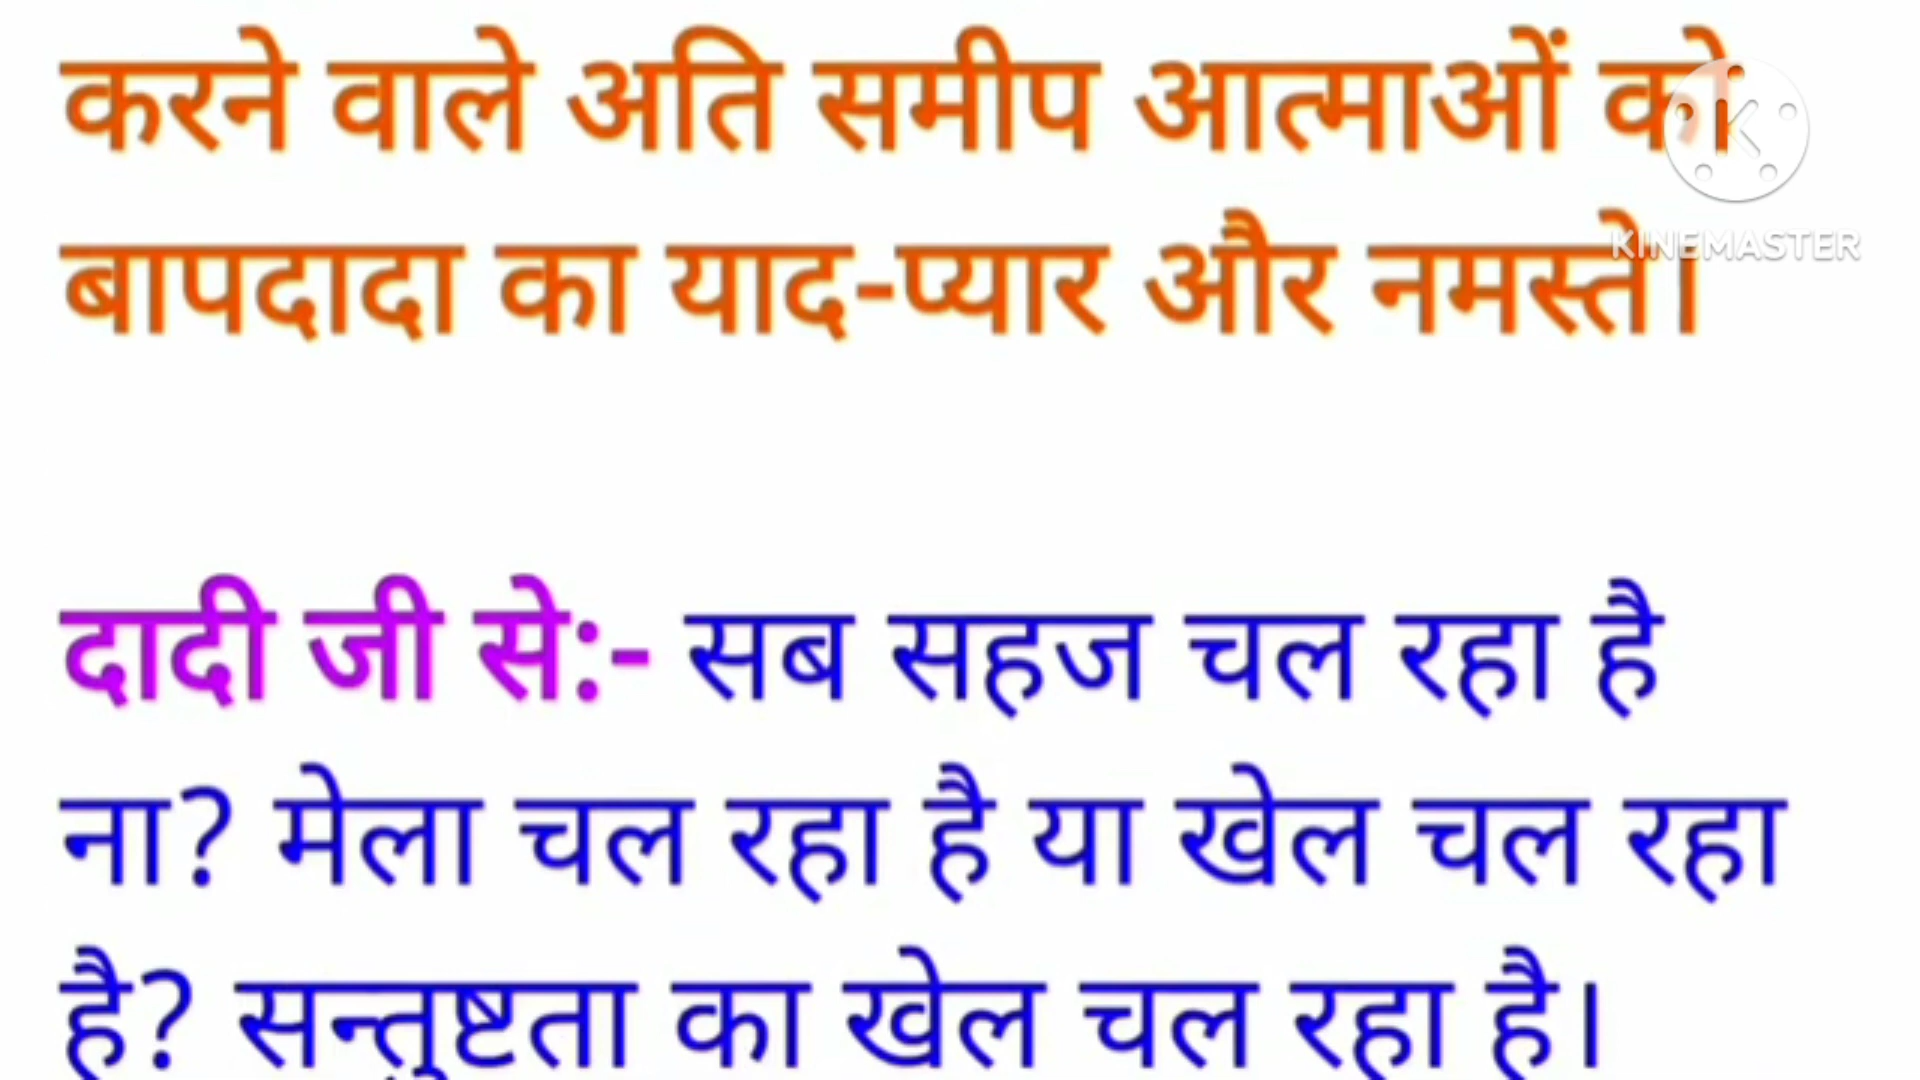 करने वाले अति समीप आत्माओं को
बापदादा का याद-प्यार और नमस्ते।
KINEMASTER
दादी जी से:- सब सहज चल रहा है
ना? मेला चल रहा है या खेल चल रहा
है? सन्तुष्टता का खेल चल रहा है।